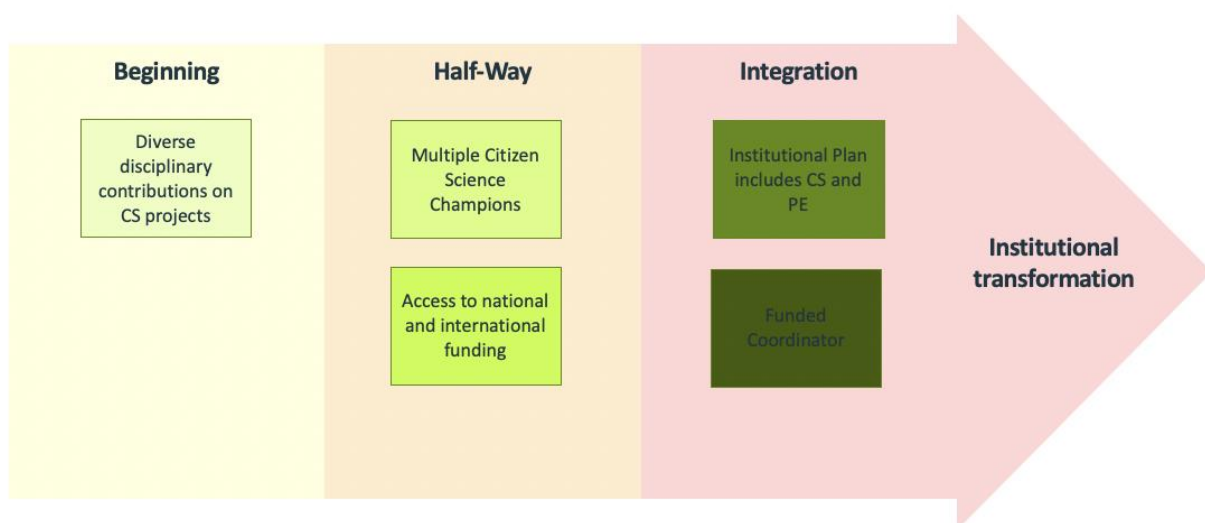 Beginning
Diverse
disciplinary
contributions on
CS projects
Half-Way
Multiple Citizen
Science
Champions
Access to national
and international
funding
Integration
Institutional Plan
includes CS and
PE
Funded
Coordinator
Institutional
transformation